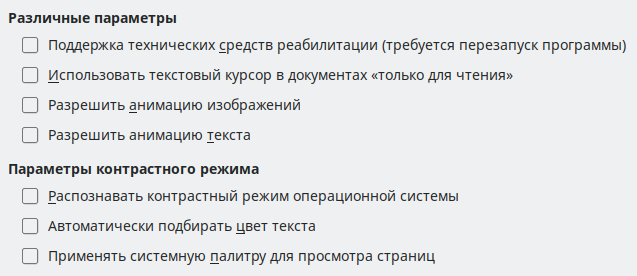 Различные параметры
Поддержка технических средств реабилитации (требуется перезапуск программы)
Использовать текстовый курсор в документах «только для чтения»
Разрешить анимацию изображений
Разрешить анимацию текста
Параметры контрастного режима
Распознавать контрастный режим операционной системы
Автоматически подбирать цвет текста
Применять системную палитру для просмотра страниц